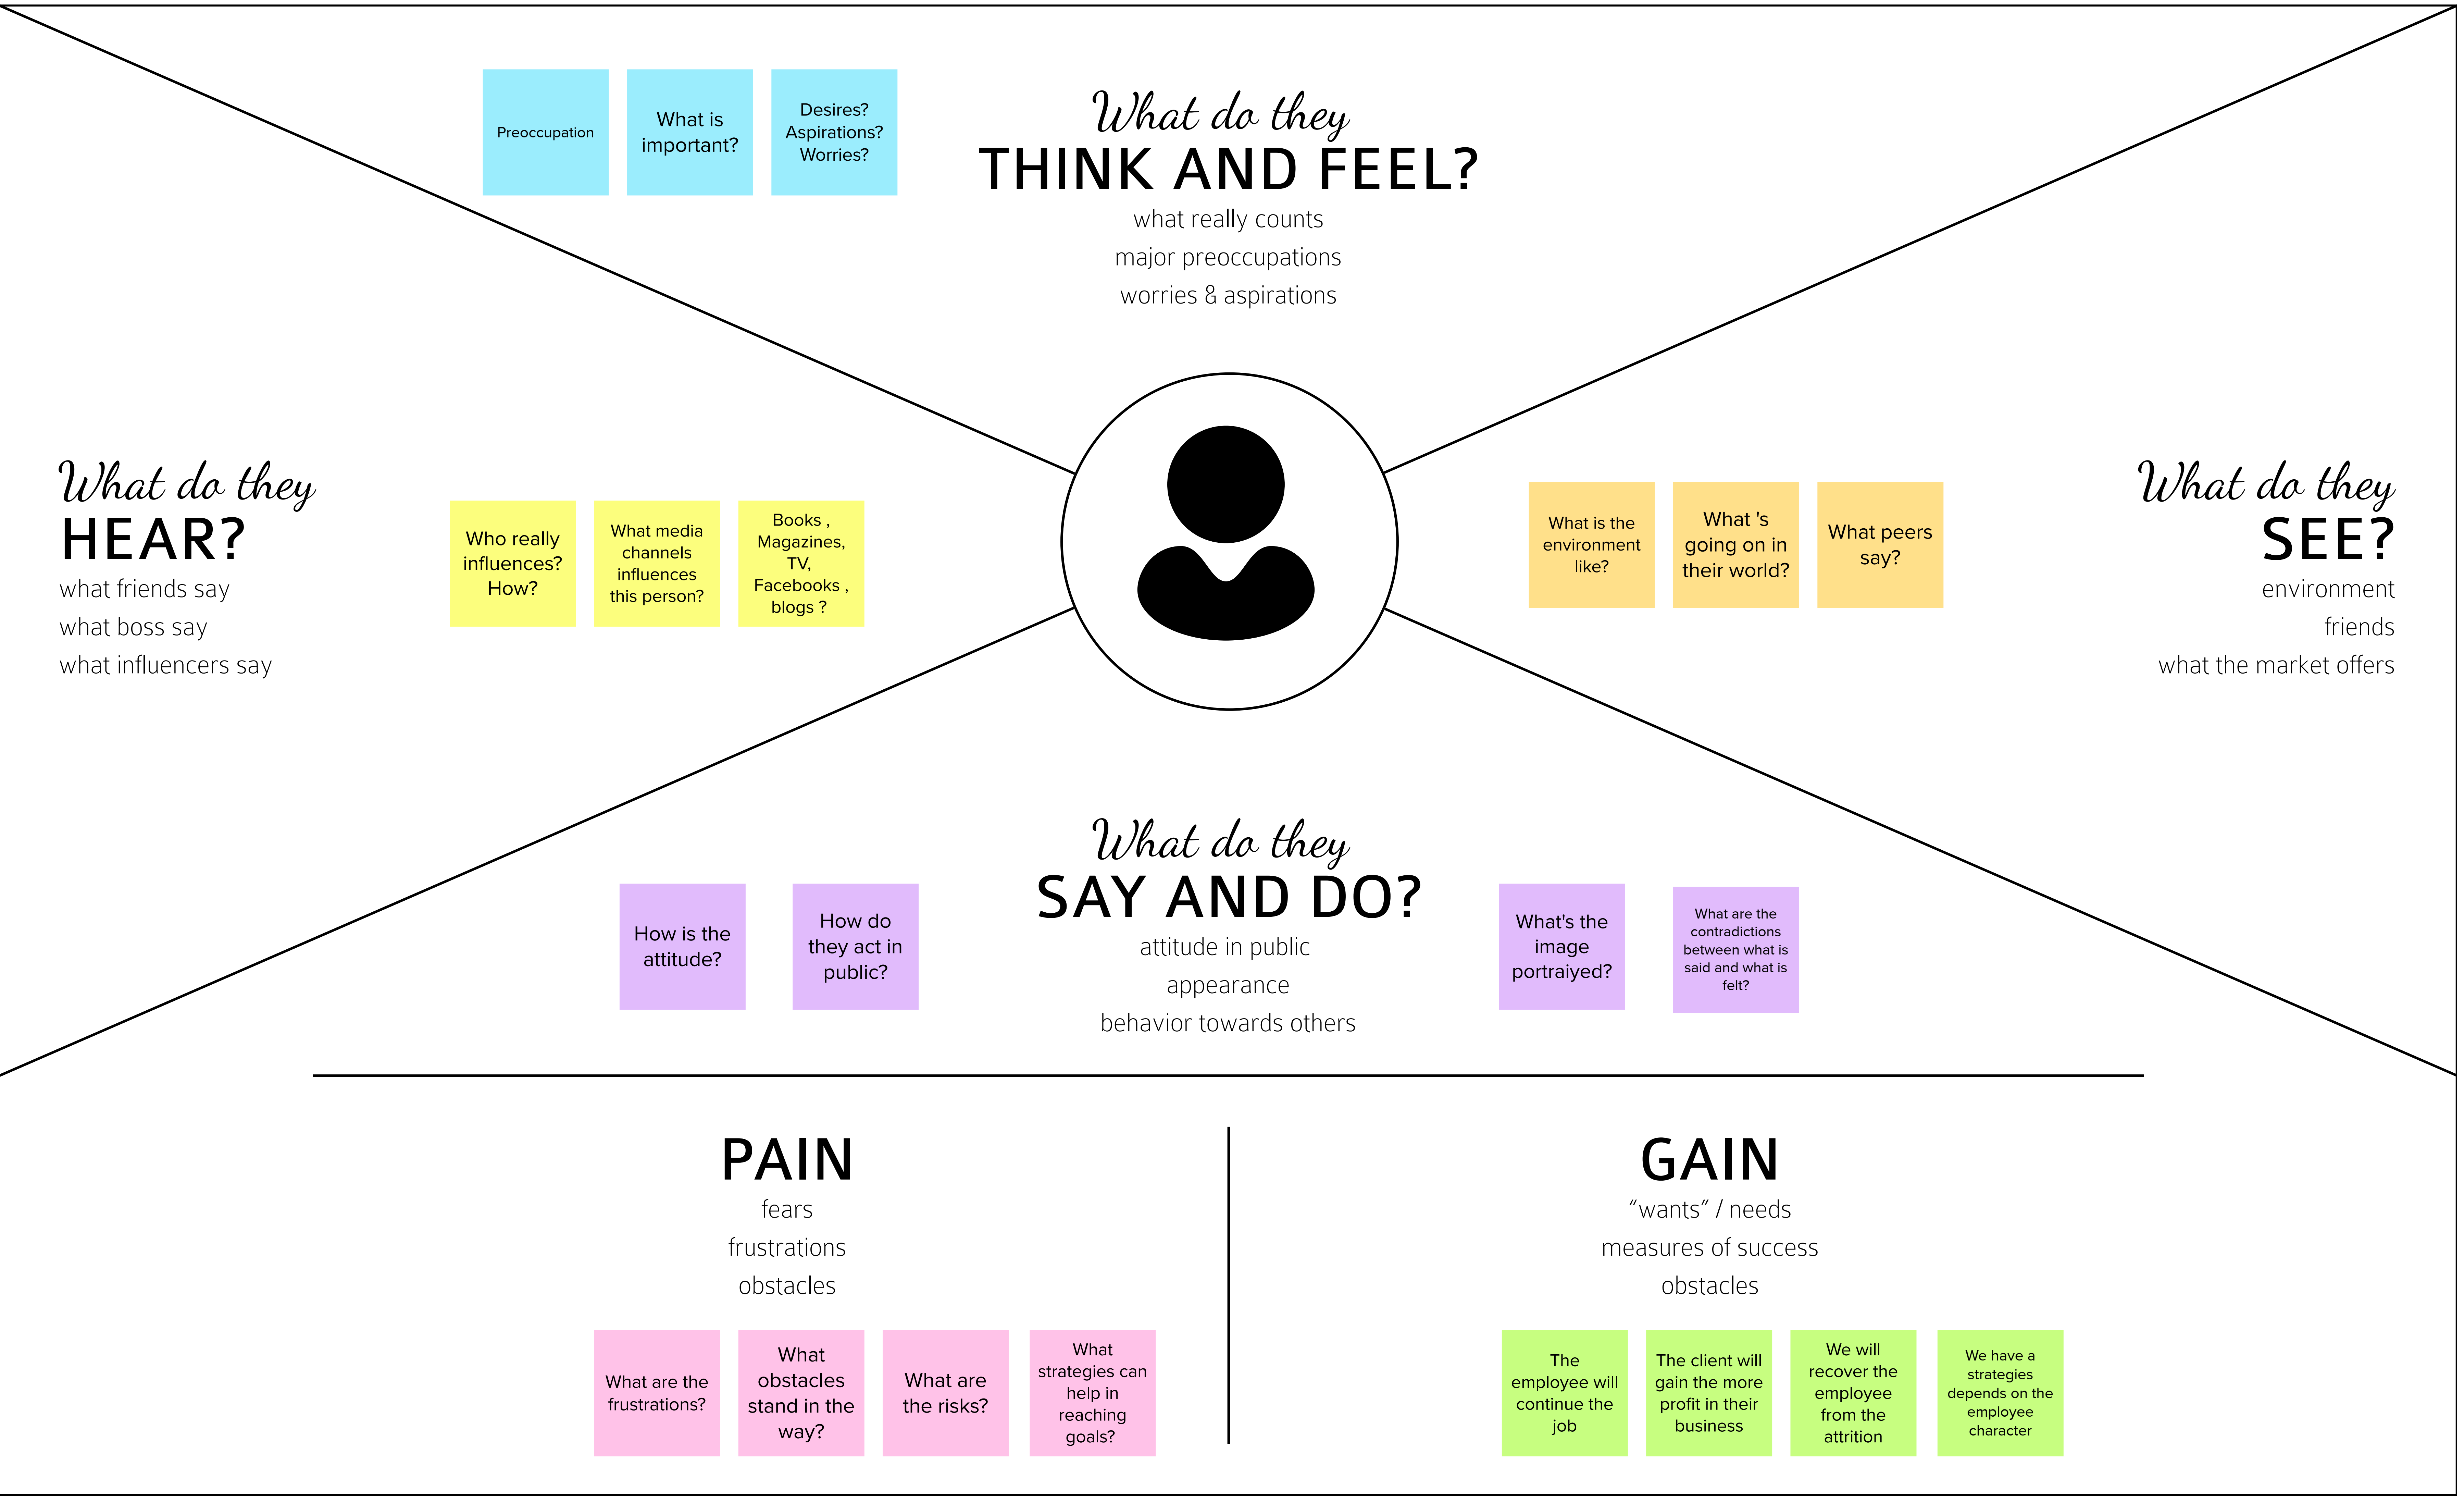 Preoccupation
What is
important?
Desires?
Aspirations?
Worries?
What do they
THINK AND FEEL?
what really counts
major preoccupations
worries & aspirations
What do they
HEAR?
what friends say
what boss say
what influencers say
Who really
influences?
How?
What media
channels
influences
this person?
Books ,
Magazines,
TV,
Facebooks ,
blogs ?
What is the
environment
like?
What 's
going on in
their world?
What peers
say?
What do they
SEE?
environment
friends
what the market offers
How is the
attitude?
How do
they act in
public?
What do they
SAY AND DO?
attitude in public
appearance
behavior towards others
What's the
image
portraiyed?
What are the
contradictions
between what is
said and what is
felt?
PAIN
fears
frustrations
obstacles
What are the
frustrations?
What
obstacles
stand in the
way?
What are
the risks?
What
strategies can
help in
reaching
goals?
GAIN
“wants” / needs
measures of success
obstacles
The
employee will
continue the
job
The client will
gain the more
profit in their
business
We will
recover the
employee
from the
attrition
We have a
strategies
depends on the
employee
character